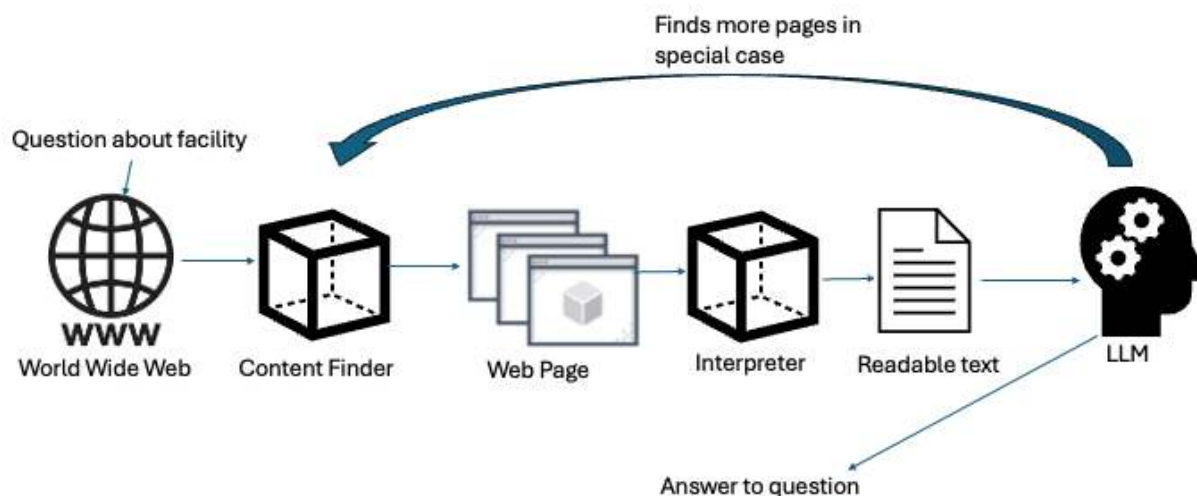 Finds more pages in
special case
Question about facility
WWW
World Wide Web
Content Finder
Web Page
Interpreter
Readable text
LLM
Answer to question